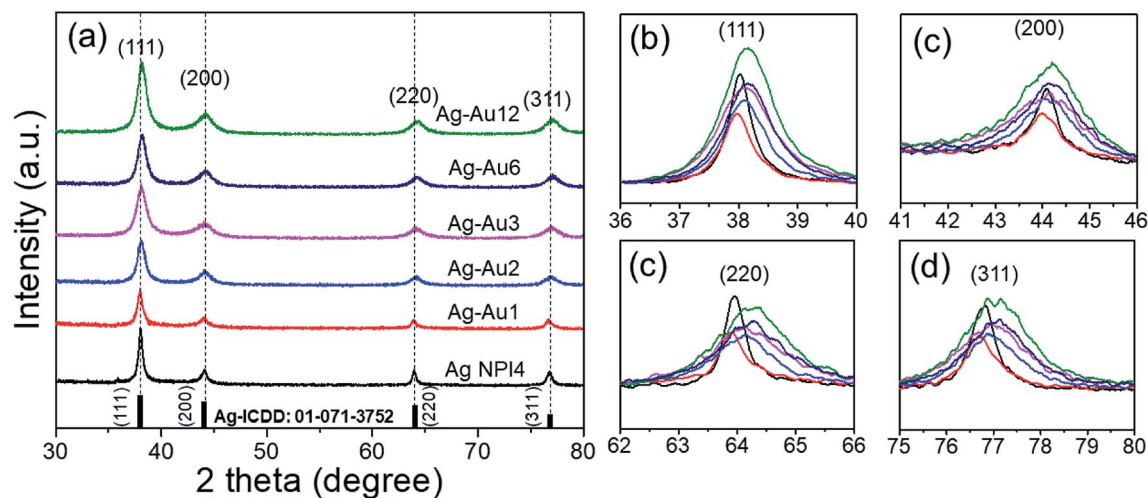 (a)
(111)
(200)
(220)
(311)
Ag-Au12
Ag-Au6
Ag-Au3
Ag-Au2
Ag-Au1
Ag NPI4
(111)
(200)
Ag-ICDD: 01-071-3752
(220)
(311)
30 40 50 60 70 80
2 theta (degree)
Intensity (a.u.)
(b)
(111)
36 37 38 39 40
(c)
(200)
41 42 43 44 45 46
(c)
(220)
62 63 64 65 66
(d)
(311)
75 76 77 78 79 80